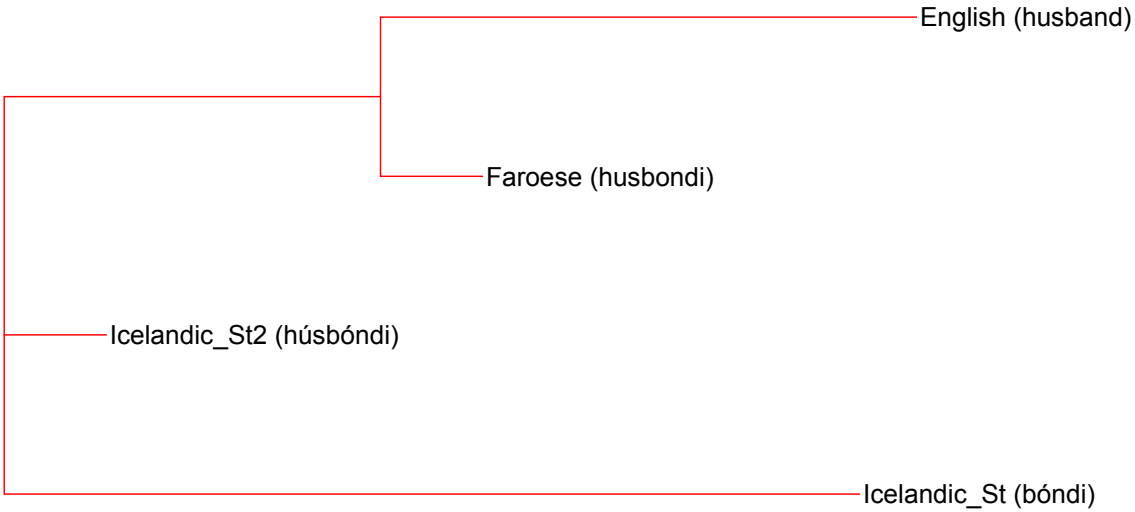 English (husband)
Faroese (husbondi)
Icelandic_St2 (húsbóndi)
Icelandic_St (bóndi)